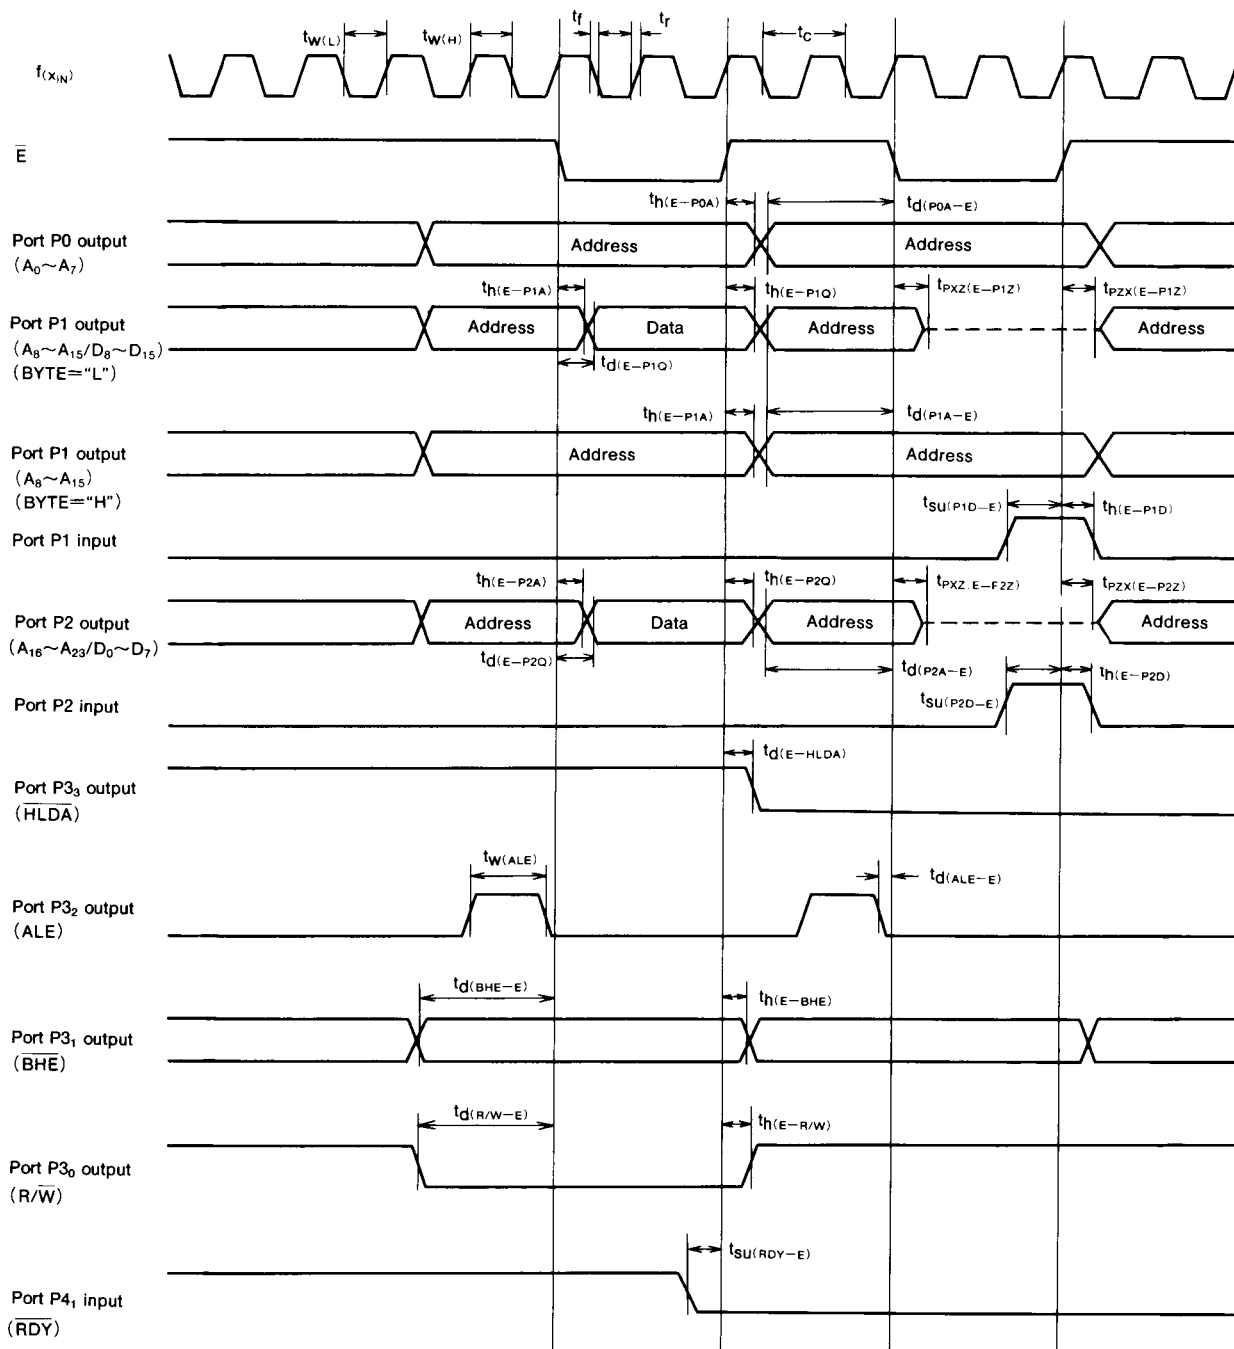 tf tr
tW(L) tW(H) tC
f(XIN)
E̅
th(E−P0A) td(P0A−E)
Port P0 output
(A0∼A7)
Address Address
th(E−P1A) th(E−P1Q) tPXZ(E−P1Z) tPZX(E−P1Z)
Port P1 output
(A8∼A15/D8∼D15)
(BYTE=“L”)
Address Data Address Address
td(E−P1Q)
th(E−P1A) td(P1A−E)
Port P1 output
(A8∼A15)
(BYTE=“H”)
Address Address
tsu(P1D−E) th(E−P1D)
Port P1 input
th(E−P2A) th(E−P2Q) tPXZ.E−F2Z) tPZX(E−P2Z)
Port P2 output
(A16∼A23/D0∼D7)
Address Data Address Address
td(E−P2Q) td(P2A−E) th(E−P2D)
Port P2 input
tsu(P2D−E)
td(E−HLDA)
Port P33 output
(H̅L̅D̅A̅)
tW(ALE) td(ALE−E)
Port P32 output
(ALE)
td(BHE−E) th(E−BHE)
Port P31 output
(B̅H̅E̅)
td(R/W−E) th(E−R/W)
Port P30 output
(R/W̅)
tsu(RDY−E)
Port P41 input
(R̅D̅Y̅)